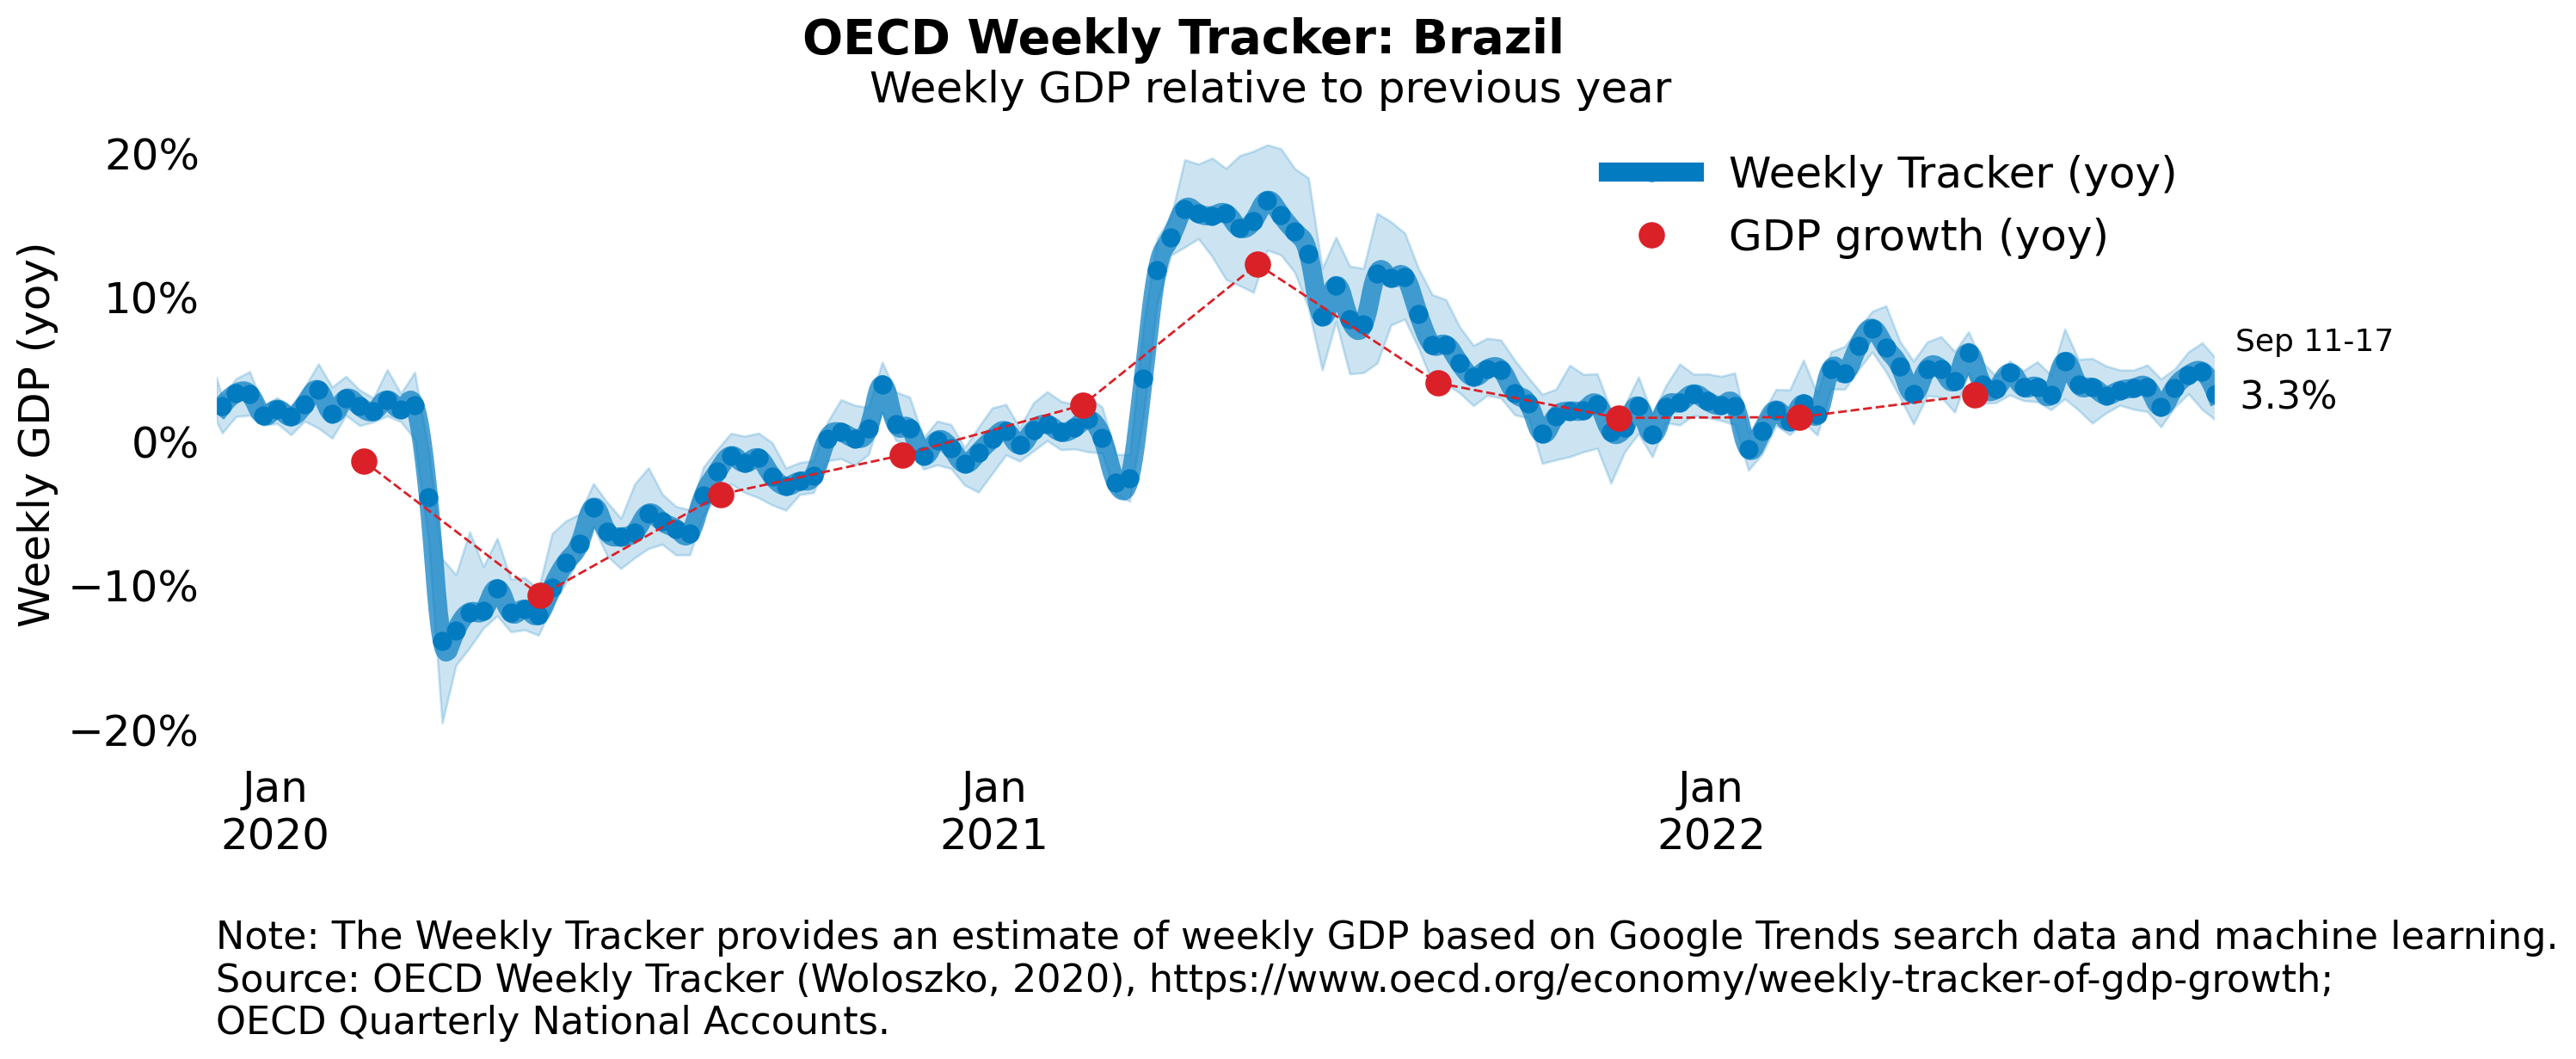 OECD Weekly Tracker: Brazil
Weekly GDP relative to previous year
Weekly GDP (yoy)
20%
10%
0%
−10%
−20%
Weekly Tracker (yoy)
GDP growth (yoy)
Sep 11-17
3.3%
Jan
2020
Jan
2021
Jan
2022
Note: The Weekly Tracker provides an estimate of weekly GDP based on Google Trends search data and machine learning.
Source: OECD Weekly Tracker (Woloszko, 2020), https://www.oecd.org/economy/weekly-tracker-of-gdp-growth;
OECD Quarterly National Accounts.